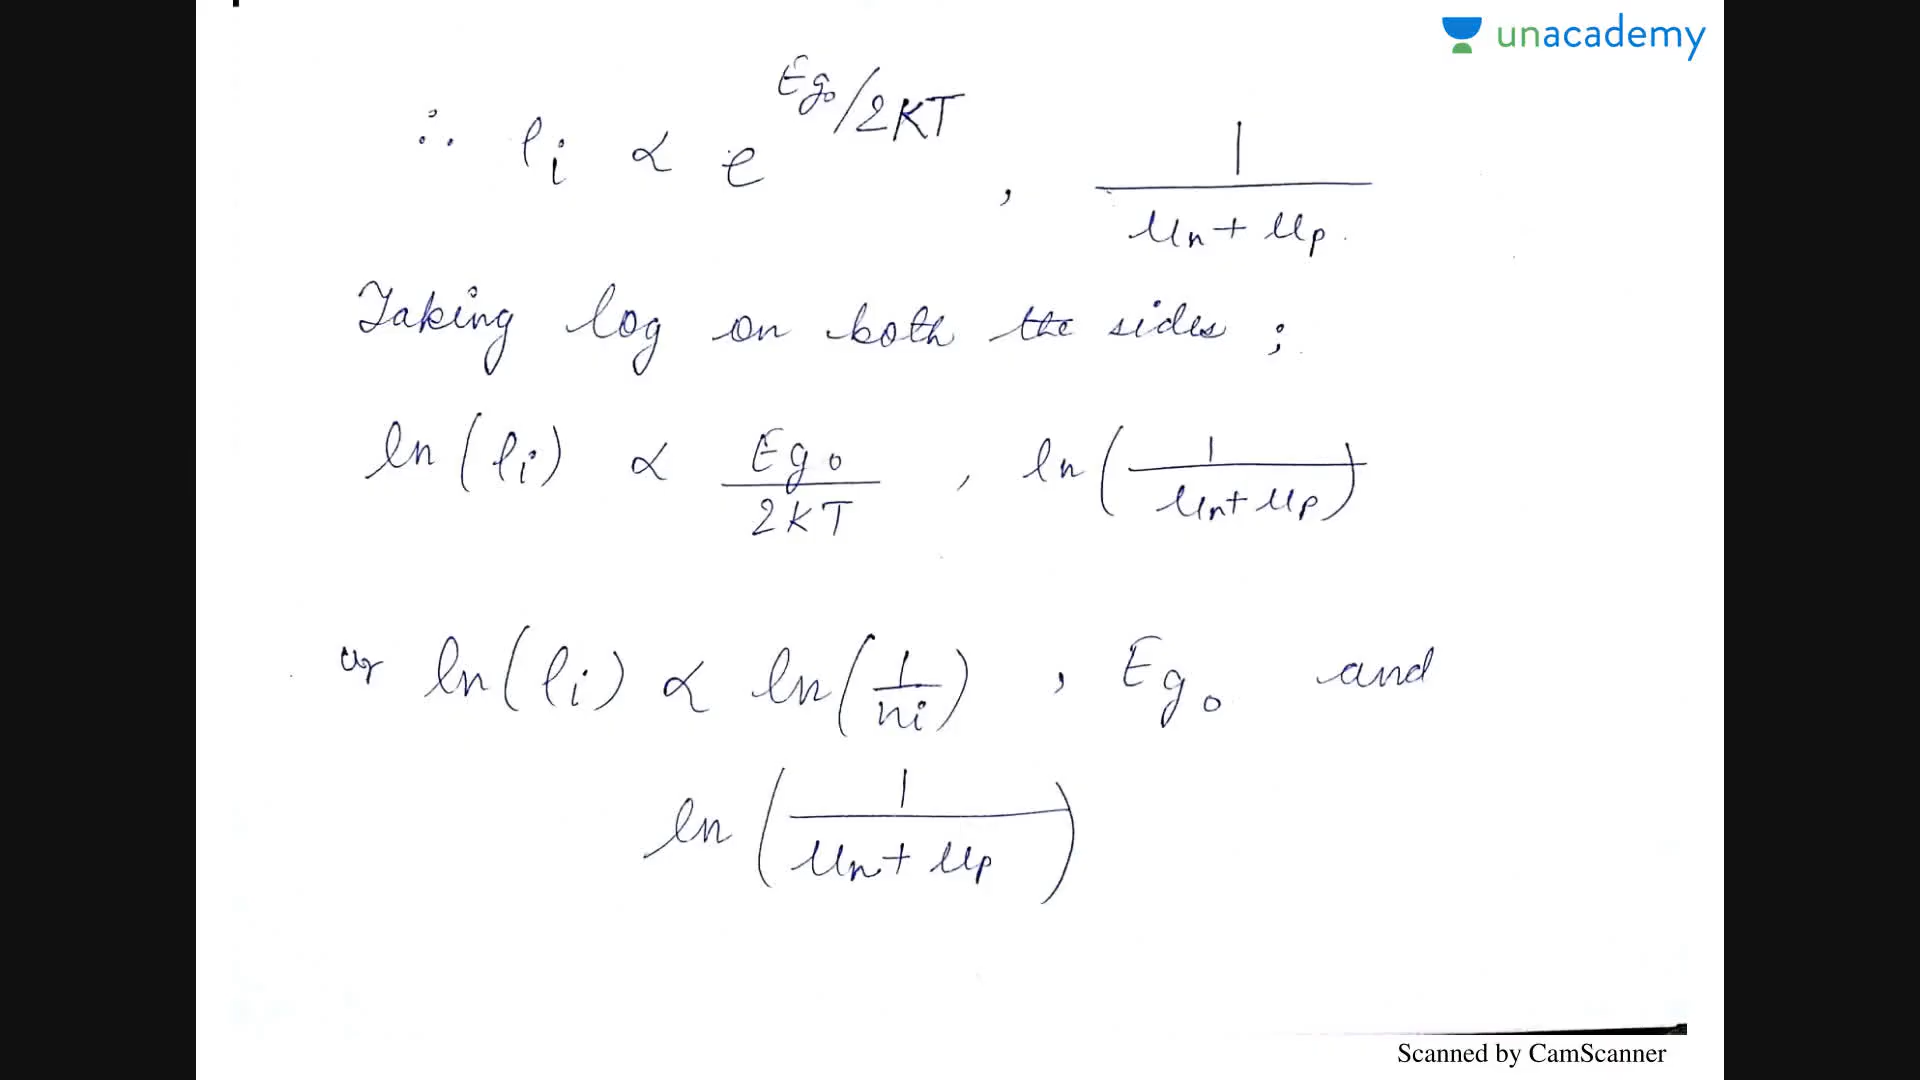 unacademy
∴ ρi ∝ e^(Eg₀/2KT) , 1/(μn + μp).
Taking log on both the sides ;
ln(ρi) ∝ Eg₀/2KT , ln(1/(μn+μp))
or ln(ρi) ∝ ln(1/ni) , Eg₀ and
ln(1/(μn+μp))
Scanned by CamScanner